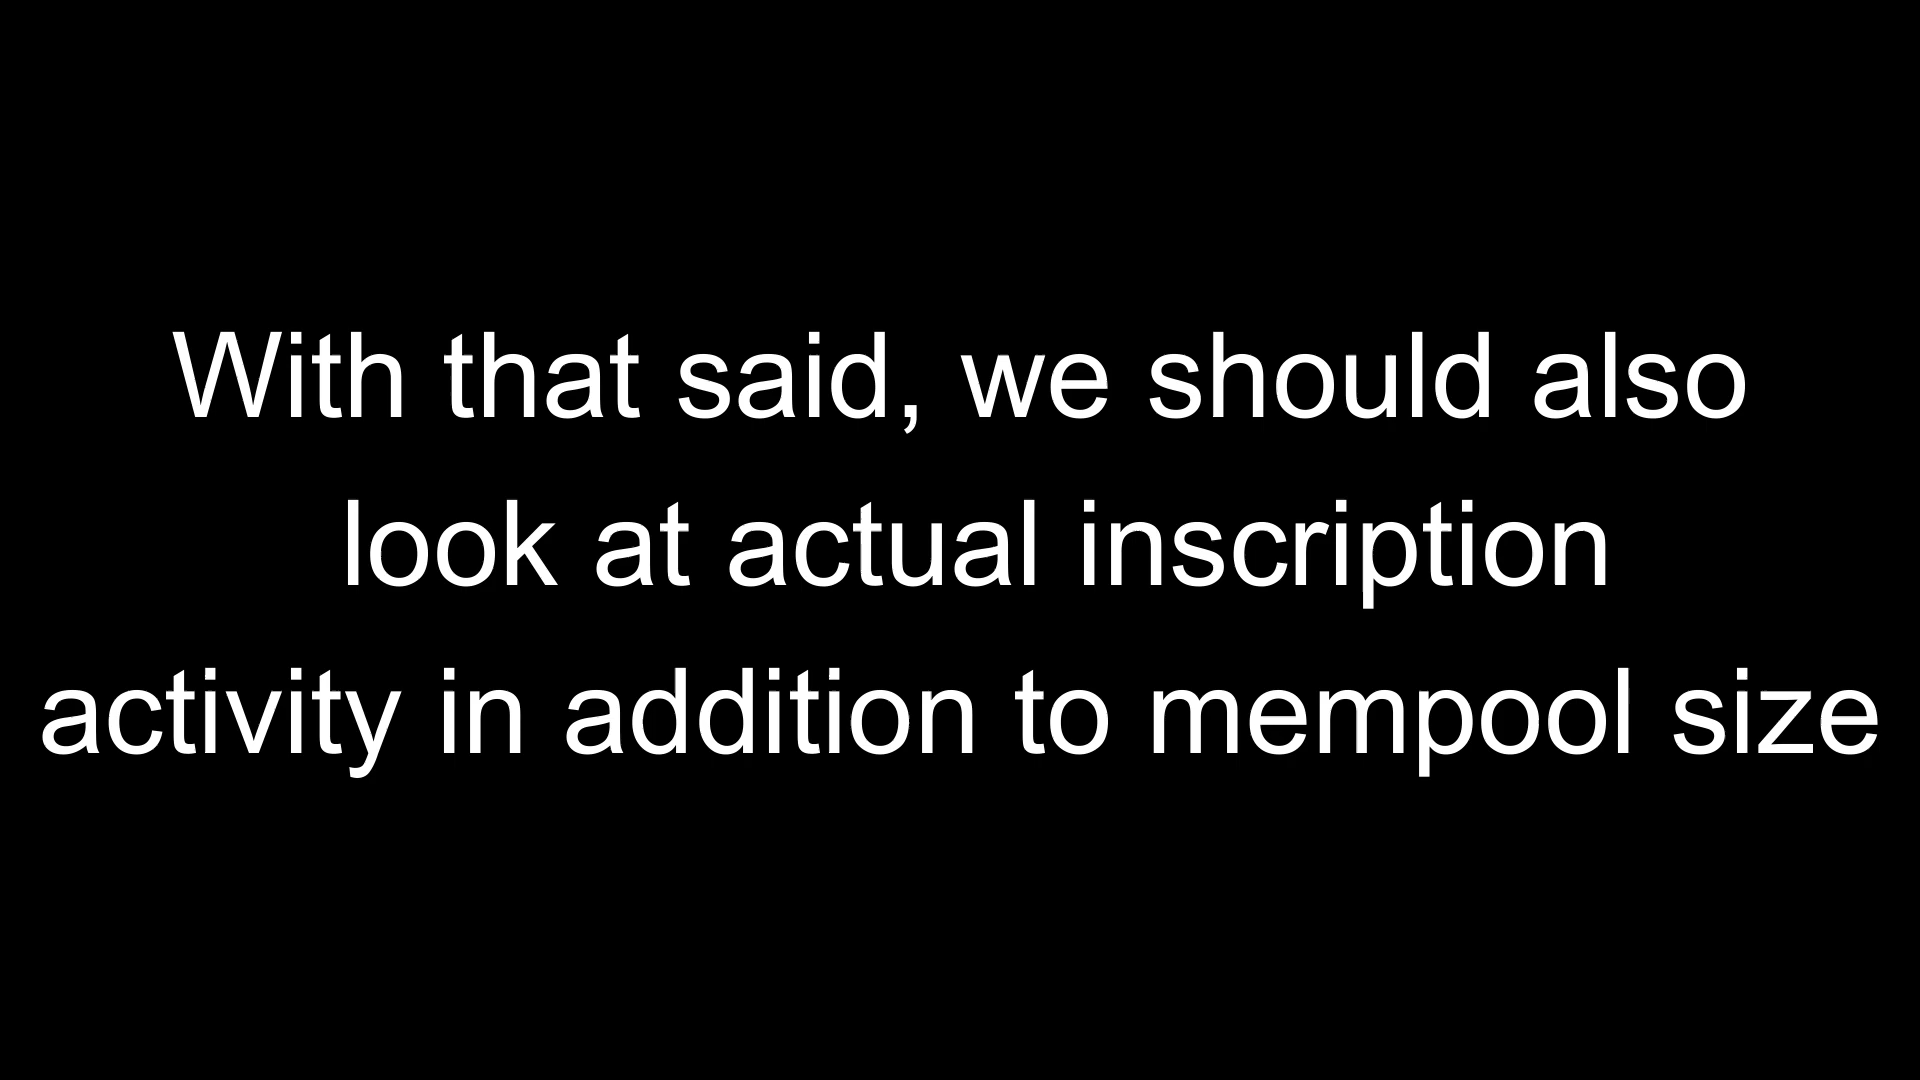 With that said, we should also
look at actual inscription
activity in addition to mempool size